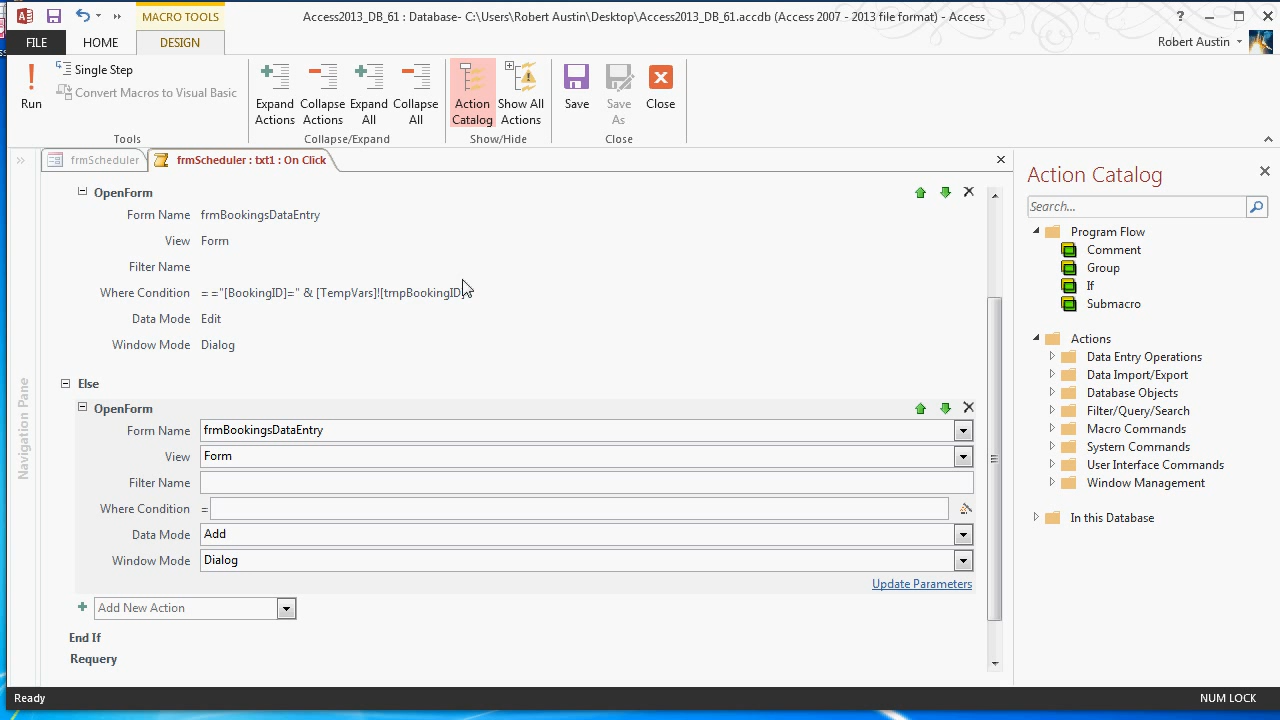 MACRO TOOLS
Access2013_DB_61 : Database- C:\Users\Robert Austin\Desktop\Access2013_DB_61.accdb (Access 2007 - 2013 file format) - Access
FILE
HOME
DESIGN
Robert Austin
Run
Single Step
Convert Macros to Visual Basic
Tools
Expand Actions
Collapse Actions
Expand All
Collapse All
Collapse/Expand
Action Catalog
Show All Actions
Show/Hide
Save
Save As
Close
Close
frmScheduler
frmScheduler : txt1 : On Click
Navigation Pane
OpenForm
Form Name frmBookingsDataEntry
View Form
Filter Name
Where Condition = ="[BookingID]=" & [TempVars]![tmpBookingID]
Data Mode Edit
Window Mode Dialog
Else
OpenForm
Form Name frmBookingsDataEntry
View Form
Filter Name
Where Condition =
Data Mode Add
Window Mode Dialog
Update Parameters
Add New Action
End If
Requery
Action Catalog
Search...
Program Flow
Comment
Group
If
Submacro
Actions
Data Entry Operations
Data Import/Export
Database Objects
Filter/Query/Search
Macro Commands
System Commands
User Interface Commands
Window Management
In this Database
Ready
NUM LOCK